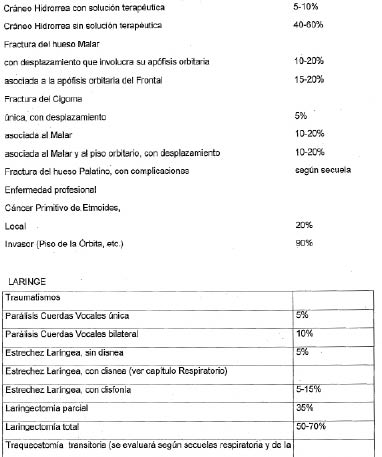 Cráneo Hidrorrea con solución terapéutica 5-10%
Cráneo Hidrorrea sin solución terapéutica 40-60%
Fractura del hueso Malar
con desplazamiento que involucra su apófisis orbitaria 10-20%
asociada a la apófisis orbitaria del Frontal 15-20%
Fractura del Cigoma
única, con desplazamiento 5%
asociada al Malar 10-20%
asociada al Malar y al piso orbitario, con desplazamiento 10-20%
Fractura del hueso Palatino, con complicaciones según secuela
Enfermedad profesional
Cáncer Primitivo de Etmoides,
Local 20%
Invasor (Piso de la Órbita, etc.) 90%
LARINGE
Traumatismos
Parálisis Cuerdas Vocales única 5%
Parálisis Cuerdas Vocales bilateral 10%
Estrechez Laríngea, sin disnea 5%
Estrechez Laríngea, con disnea (ver capítulo Respiratorio)
Estrechez Laríngea, con disfonía 5-15%
Laringectomía parcial 35%
Laringectomía total 50-70%
Traqueostomía transitoria (se evaluará según secuelas respiratoria y de la